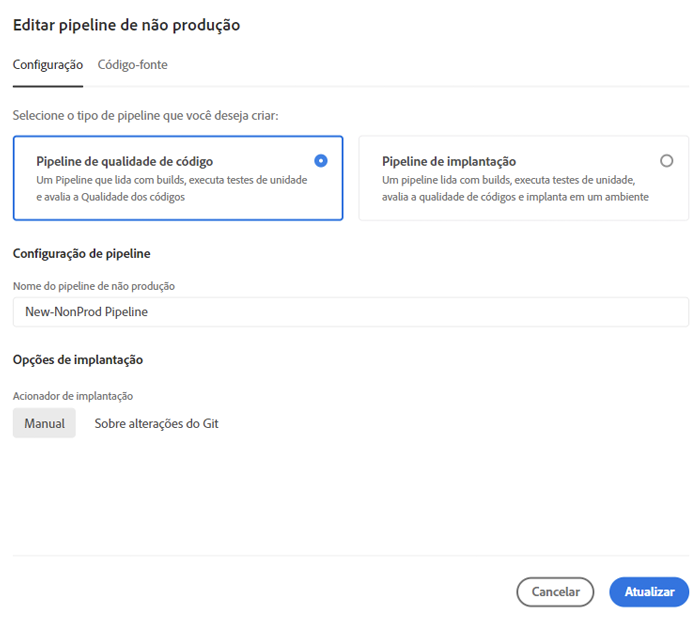 Editar pipeline de não produção
Configuração Código-fonte
Selecione o tipo de pipeline que você deseja criar:
Pipeline de qualidade de código
Um Pipeline que lida com builds, executa testes de unidade
e avalia a Qualidade dos códigos
Pipeline de implantação
Um pipeline lida com builds, executa testes de unidade,
avalia a qualidade de códigos e implanta em um ambiente
Configuração de pipeline
Nome do pipeline de não produção
New-NonProd Pipeline
Opções de implantação
Acionador de implantação
Manual Sobre alterações do Git
Cancelar Atualizar